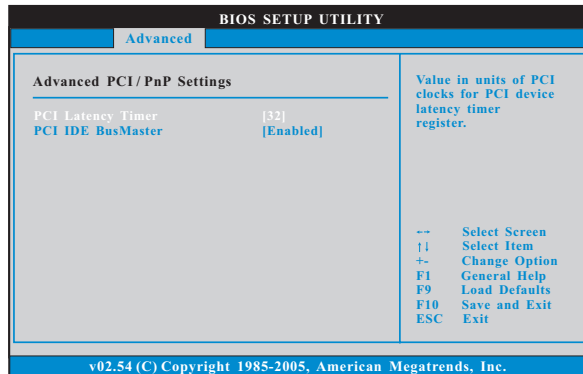 BIOS SETUP UTILITY
Advanced
Advanced PCI / PnP Settings
PCI Latency Timer [32]
PCI IDE BusMaster [Enabled]
Value in units of PCI
clocks for PCI device
latency timer
register.
←→ Select Screen
↑↓ Select Item
+- Change Option
F1 General Help
F9 Load Defaults
F10 Save and Exit
ESC Exit
v02.54 (C) Copyright 1985-2005, American Megatrends, Inc.